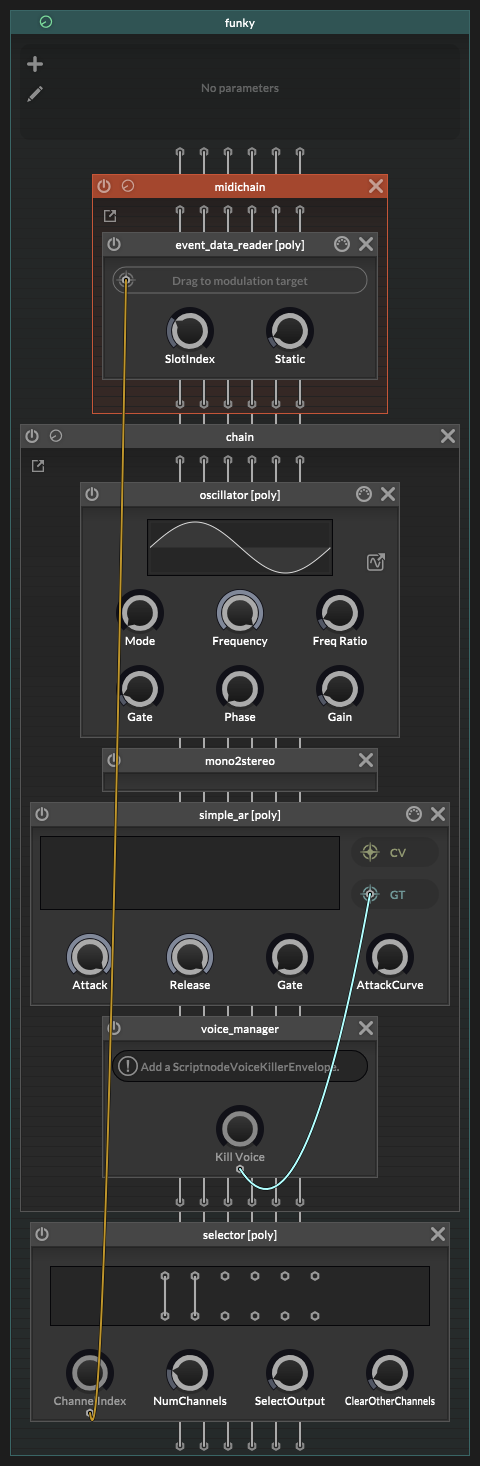 funky
No parameters
midichain
event_data_reader [poly]
Drag to modulation target
SlotIndex Static
chain
oscillator [poly]
Mode Frequency Freq Ratio
Gate Phase Gain
mono2stereo
simple_ar [poly]
CV
GT
Attack Release Gate AttackCurve
voice_manager
Add a ScriptnodeVoiceKillerEnvelope.
Kill Voice
selector [poly]
ChannelIndex NumChannels SelectOutput ClearOtherChannels